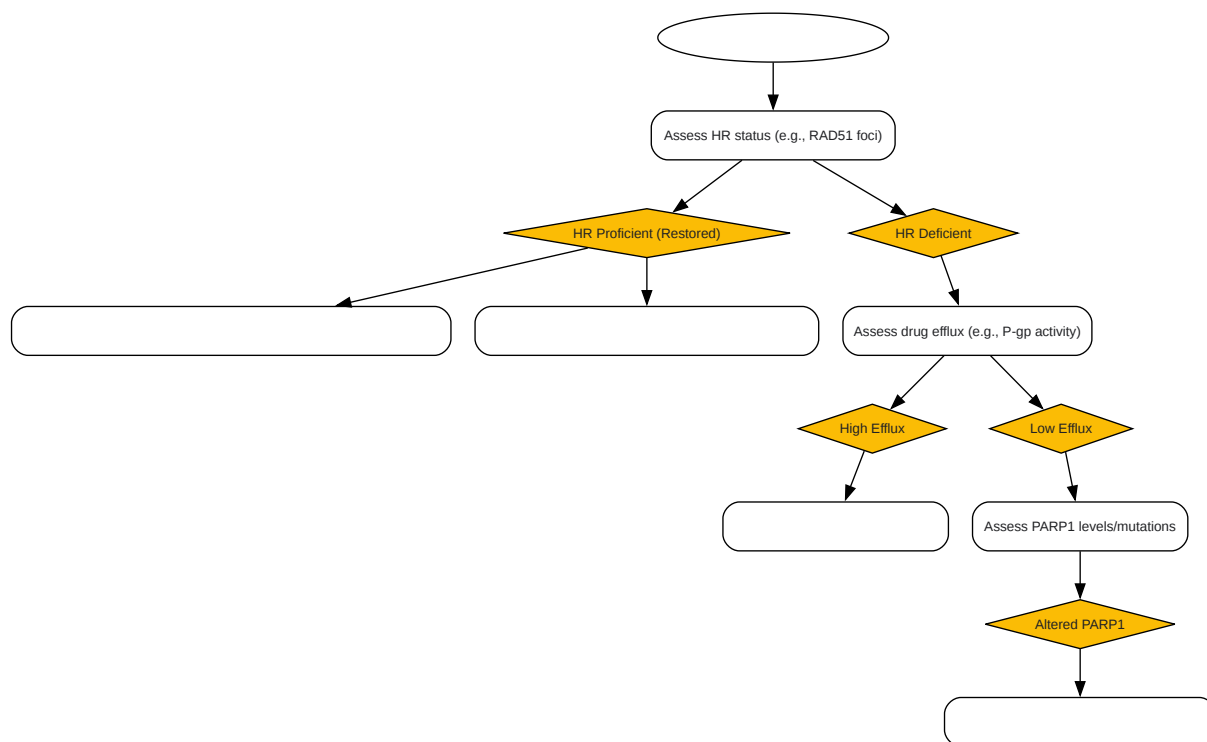 Assess HR status (e.g., RAD51 foci)
HR Proficient (Restored)
HR Deficient
Assess drug efflux (e.g., P-gp activity)
High Efflux
Low Efflux
Assess PARP1 levels/mutations
Altered PARP1